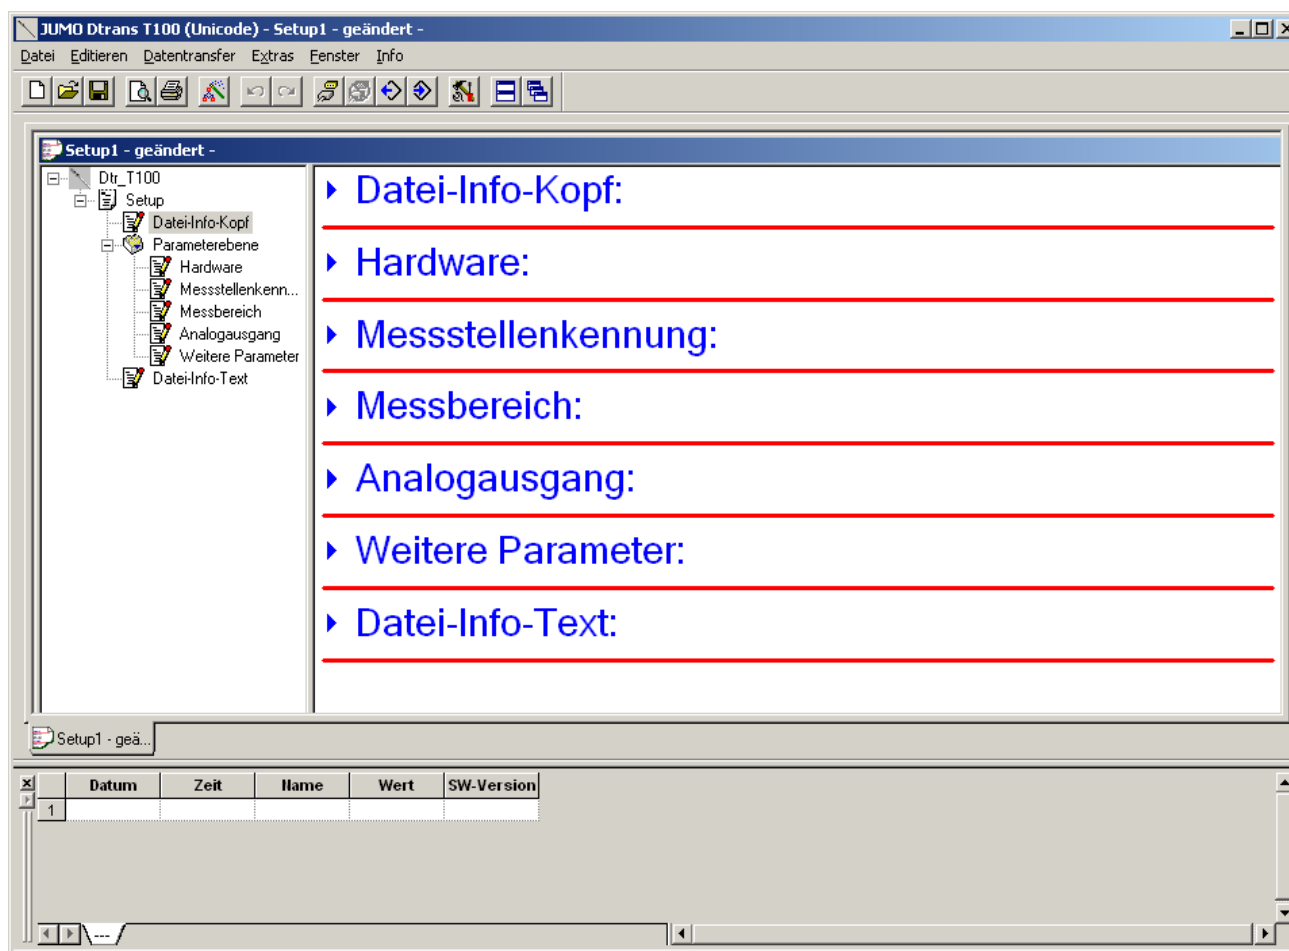 JUMO Dtrans T100 (Unicode) - Setup1 - geändert -
Datei Editieren Datentransfer Extras Fenster Info
Setup1 - geändert -
Dtr_T100
Setup
Datei-Info-Kopf
Parameterebene
Hardware
Messstellenkenn...
Messbereich
Analogausgang
Weitere Parameter
Datei-Info-Text
Datei-Info-Kopf:
Hardware:
Messstellenkennung:
Messbereich:
Analogausgang:
Weitere Parameter:
Datei-Info-Text:
Setup1 - geä...
Datum Zeit Name Wert SW-Version
1
---